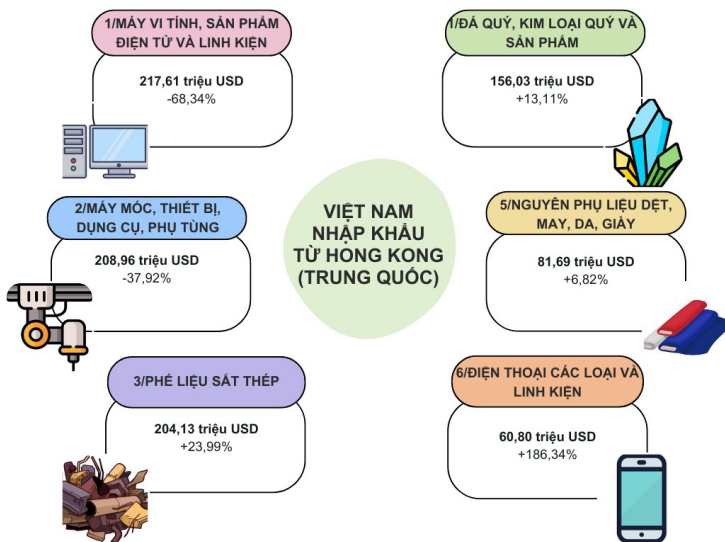 1/MÁY VI TÍNH, SẢN PHẨM
ĐIỆN TỬ VÀ LINH KIỆN
217,61 triệu USD
-68,34%
2/MÁY MÓC, THIẾT BỊ,
DỤNG CỤ, PHỤ TÙNG
208,96 triệu USD
-37,92%
3/PHẾ LIỆU SẮT THÉP
204,13 triệu USD
+23,99%
VIỆT NAM
NHẬP KHẨU
TỪ HONG KONG
(TRUNG QUỐC)
1/ĐÁ QUÝ, KIM LOẠI QUÝ VÀ
SẢN PHẨM
156,03 triệu USD
+13,11%
5/NGUYÊN PHỤ LIỆU DỆT,
MAY, DA, GIÀY
81,69 triệu USD
+6,82%
6/ĐIỆN THOẠI CÁC LOẠI VÀ
LINH KIỆN
60,80 triệu USD
+186,34%